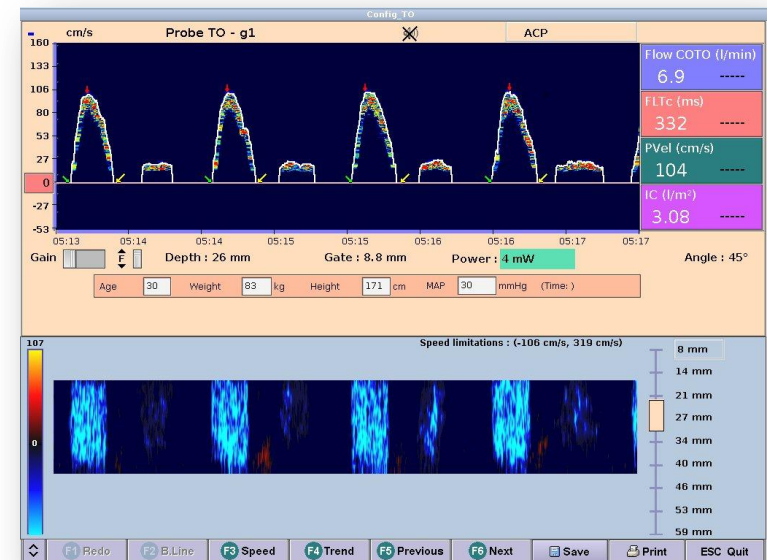 Config_TO
cm/s Probe TO - g1 ACP
160
133
106
80
53
27
0
-27
-53
05:13 05:14 05:14 05:15 05:15 05:16 05:16 05:17 05:17
Flow COTO (l/min)
6.9 -----
FLTc (ms)
332 -----
PVel (cm/s)
104 -----
IC (l/m²)
3.08 -----
Gain F Depth : 26 mm Gate : 8.8 mm Power : 4 mW Angle : 45°
Age 30 Weight 83 kg Height 171 cm MAP 30 mmHg (Time: )
107
0
Speed limitations : (-106 cm/s, 319 cm/s)
8 mm
14 mm
21 mm
27 mm
34 mm
40 mm
46 mm
53 mm
59 mm
F1 Redo F2 B.Line F3 Speed F4 Trend F5 Previous F6 Next Save Print ESC Quit